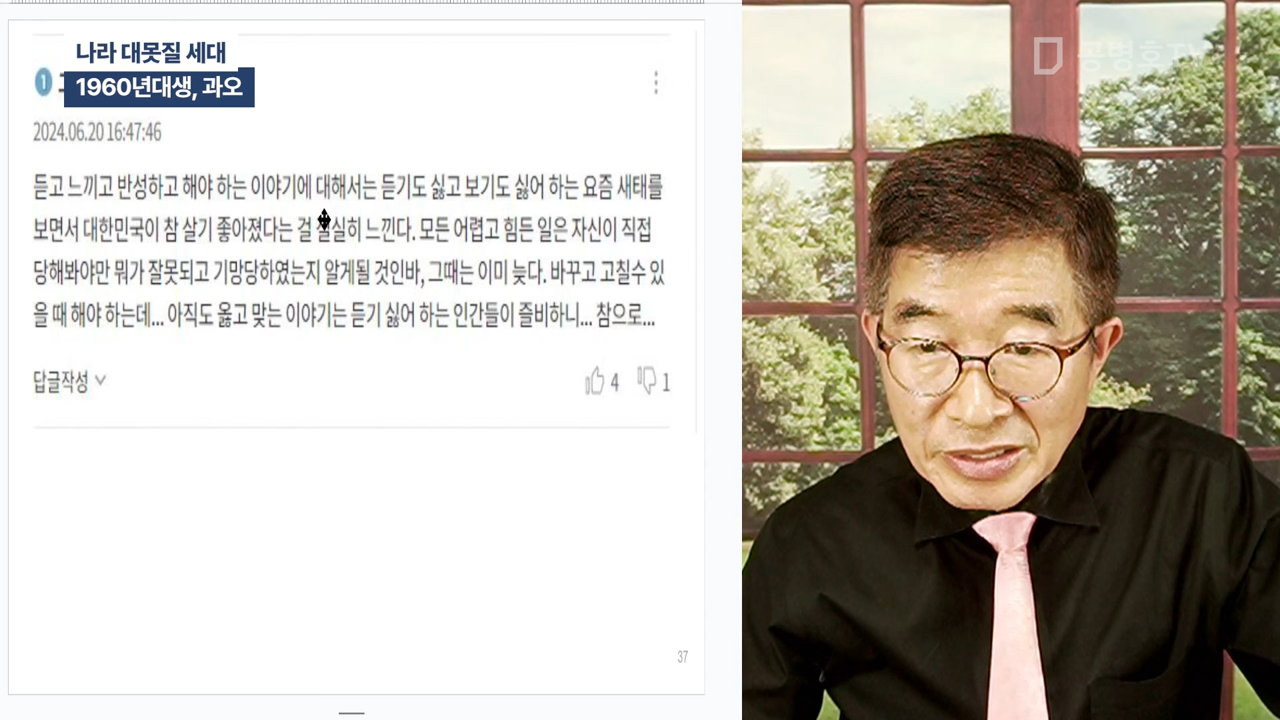 나라 대못질 세대
1960년대생, 과오
1
2024.06.20 16:47:46
듣고 느끼고 반성하고 해야 하는 이야기에 대해서는 듣기도 싫고 보기도 싫어 하는 요즘 새태를
보면서 대한민국이 참 살기 좋아졌다는 걸 실히 느낀다. 모든 어렵고 힘든 일은 자신이 직접
당해봐야만 뭐가 잘못되고 기망당하였는지 알게될 것인바, 그때는 이미 늦다. 바꾸고 고칠수 있
을 때 해야 하는데... 아직도 옳고 맞는 이야기는 듣기 싫어 하는 인간들이 즐비하니... 참으로...
답글작성
4 1
37
공병호TV